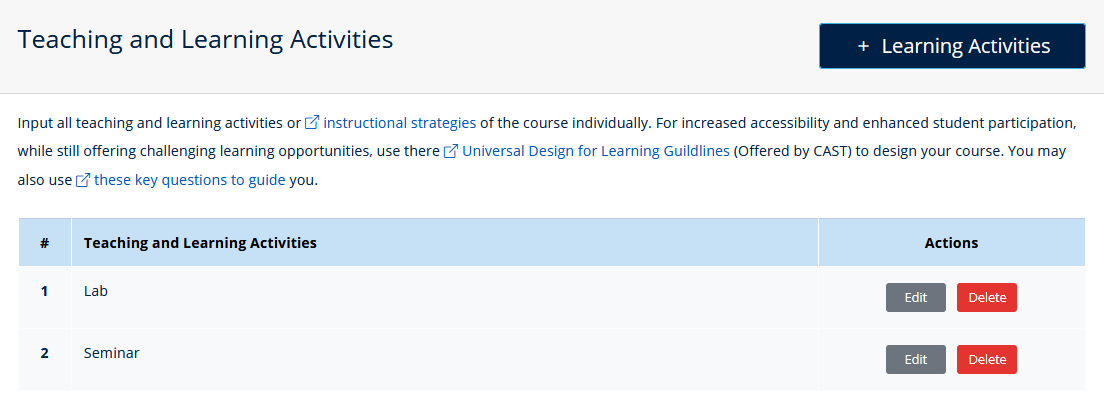 Teaching and Learning Activities
+ Learning Activities
Input all teaching and learning activities or instructional strategies of the course individually. For increased accessibility and enhanced student participation,
while still offering challenging learning opportunities, use there Universal Design for Learning Guildlines (Offered by CAST) to design your course. You may
also use these key questions to guide you.
# Teaching and Learning Activities Actions
1 Lab Edit Delete
2 Seminar Edit Delete